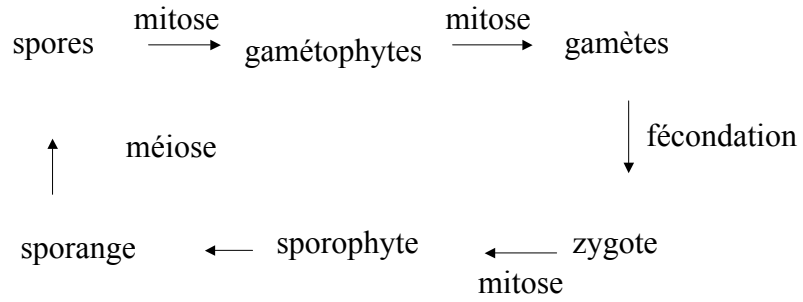 mitose mitose
spores gamétophytes gamètes
fécondation
méiose
sporange sporophyte zygote
mitose